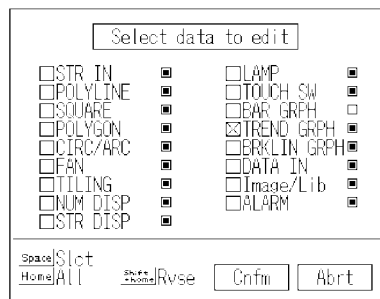 Select data to edit
STR IN
POLYLINE
SQUARE
POLYGON
CIRC/ARC
FAN
TILING
NUM DISP
STR DISP
LAMP
TOUCH SW
BAR GRPH
TREND GRPH
BRKLIN GRPH
DATA IN
Image/Lib
ALARM
Space Slct
Home All
Shift +Home Rvse
Cnfm
Abrt